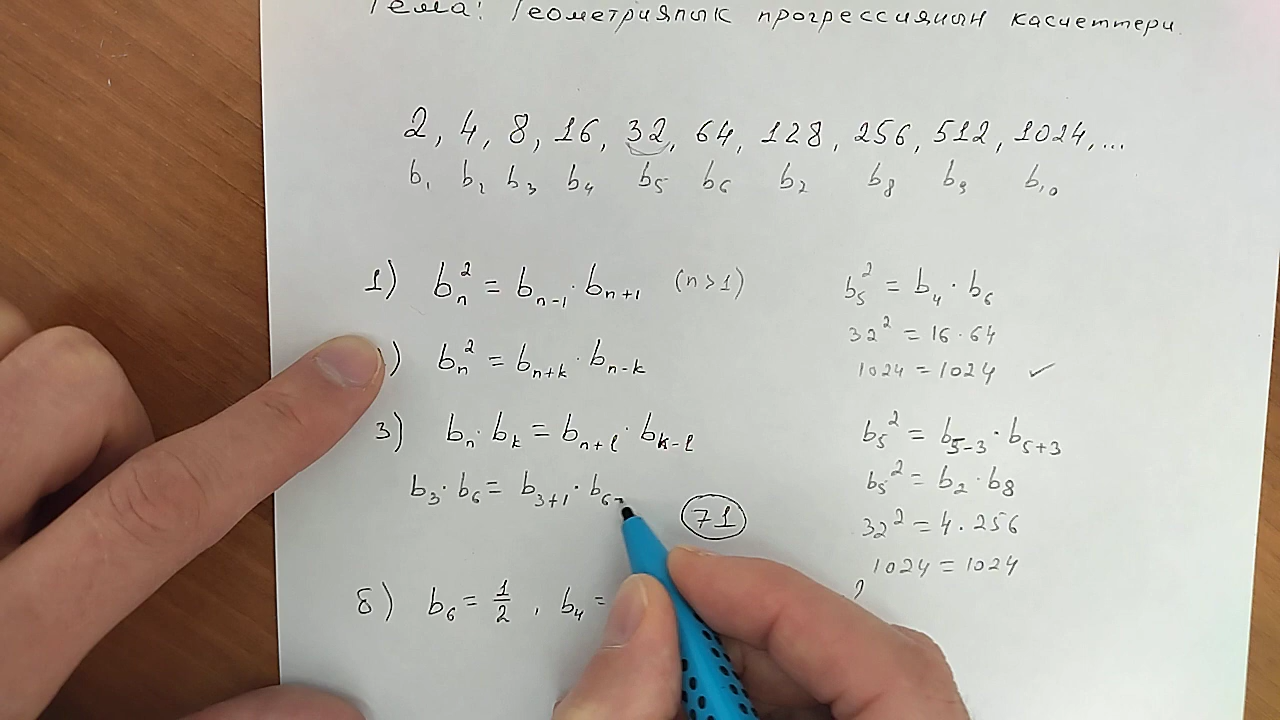 Тема: Геометриялык прогрессиянын касиеттери
2, 4, 8, 16, 32, 64, 128, 256, 512, 1024, ...
b₁ b₂ b₃ b₄ b₅ b₆ b₇ b₈ b₉ b₁₀
1) bₙ² = bₙ₋₁ · bₙ₊₁ (n>1)
) bₙ² = bₙ₊ₖ · bₙ₋ₖ
3) bₙ · bₖ = bₙ₊ₗ · bₖ₋ₗ
b₃ · b₆ = b₃₊₁ · b₆₋
71
б) b₆ = 1/2 , b₄ =
?
b₅² = b₄ · b₆
32² = 16 · 64
1024 = 1024 ✓
b₅² = b₅₋₃ · b₅₊₃
b₅² = b₂ · b₈
32² = 4 · 256
1024 = 1024